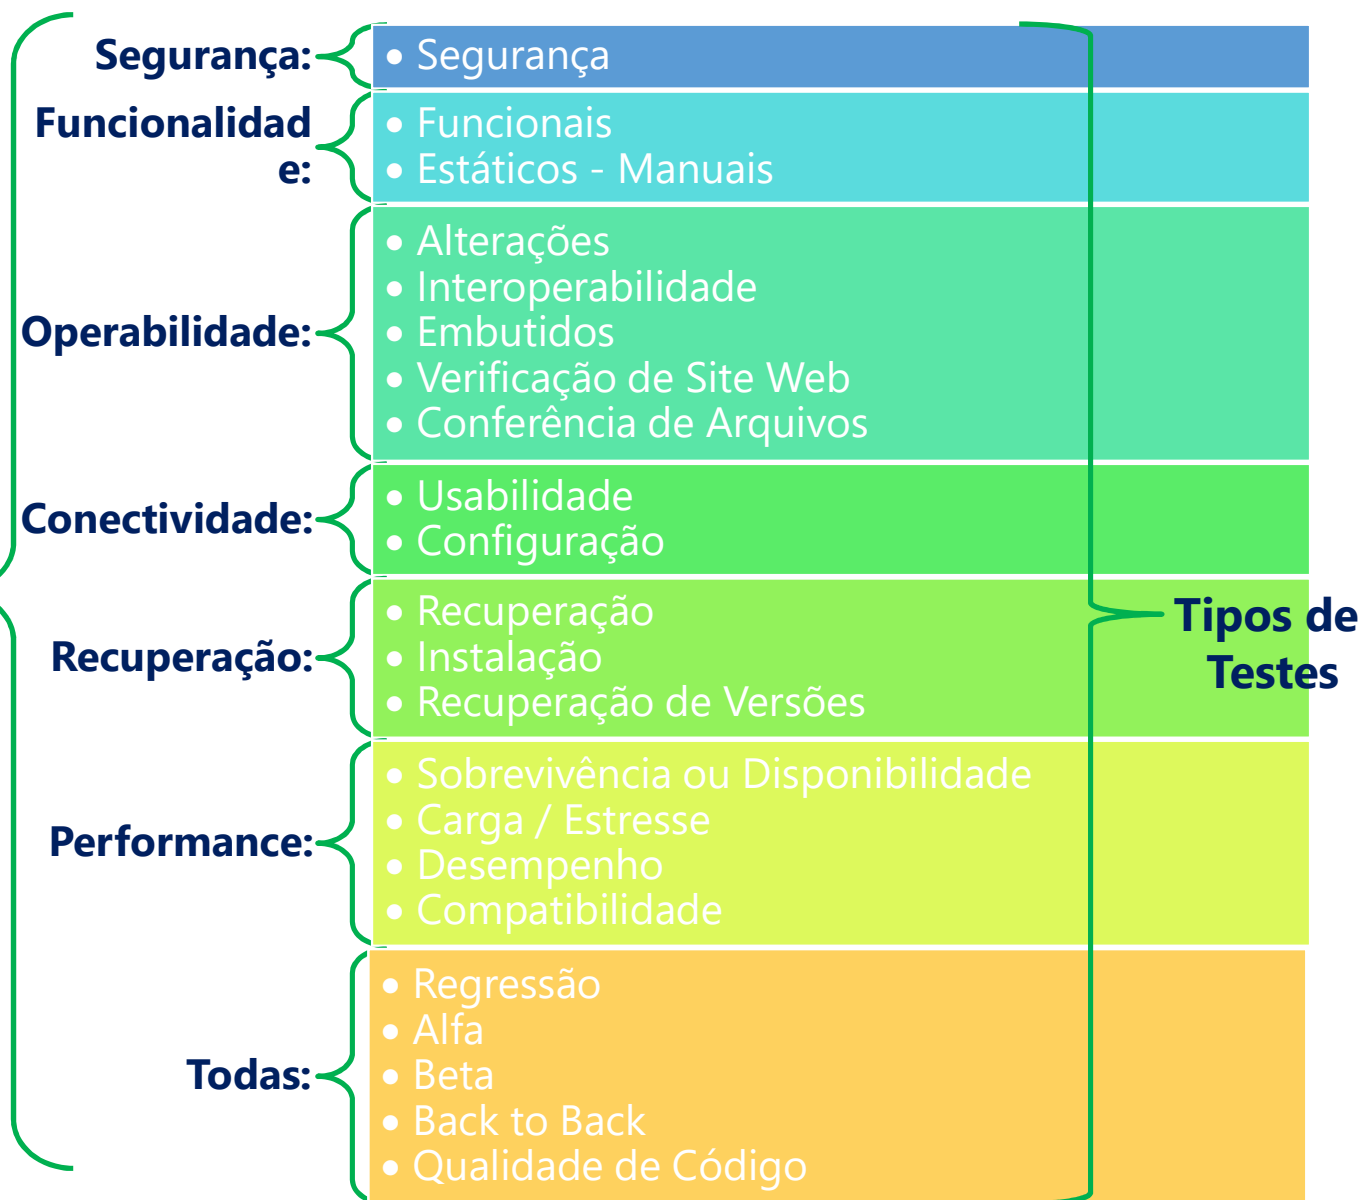 Segurança:
• Segurança
Funcionalidad
e:
• Funcionais
• Estáticos - Manuais
Operabilidade:
• Alterações
• Interoperabilidade
• Embutidos
• Verificação de Site Web
• Conferência de Arquivos
Conectividade:
• Usabilidade
• Configuração
Recuperação:
• Recuperação
• Instalação
• Recuperação de Versões
Performance:
• Sobrevivência ou Disponibilidade
• Carga / Estresse
• Desempenho
• Compatibilidade
Todas:
• Regressão
• Alfa
• Beta
• Back to Back
• Qualidade de Código
Tipos de
Testes